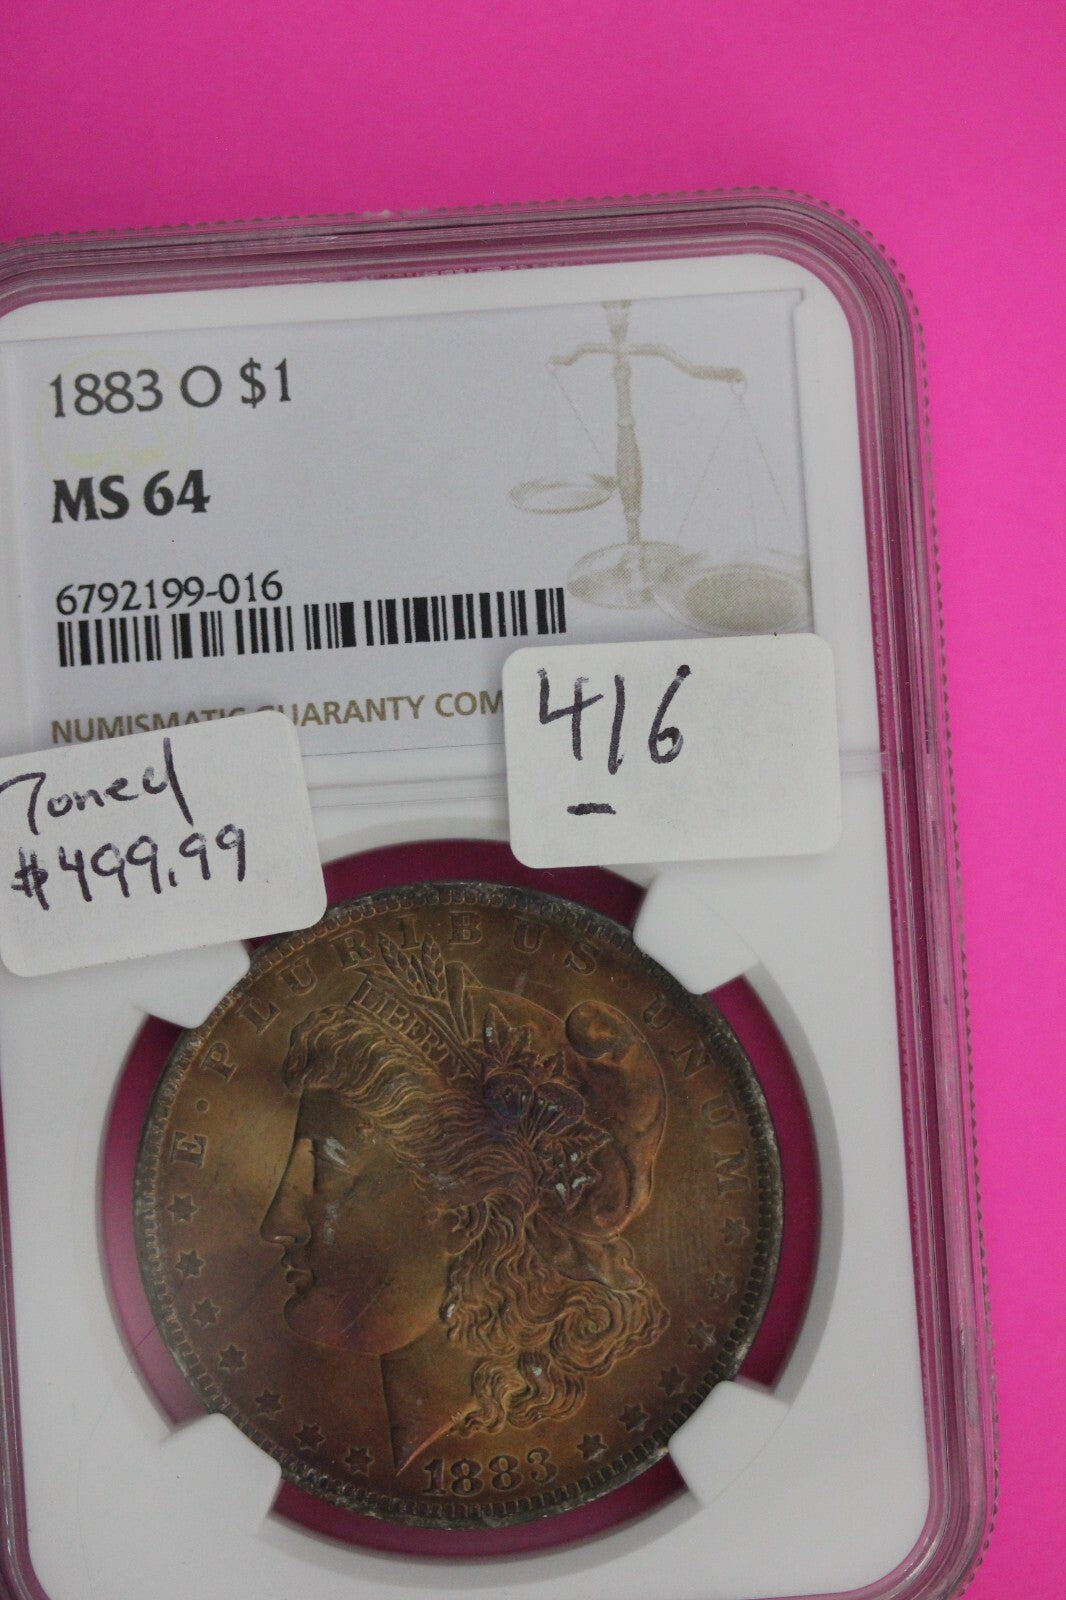 1883 O $1
MS 64
6792199-016
NUMISMATIC GUARANTY COM
416
Toned
$499.99
E·PLURIBUS·UNUM
LIBERTY
1883